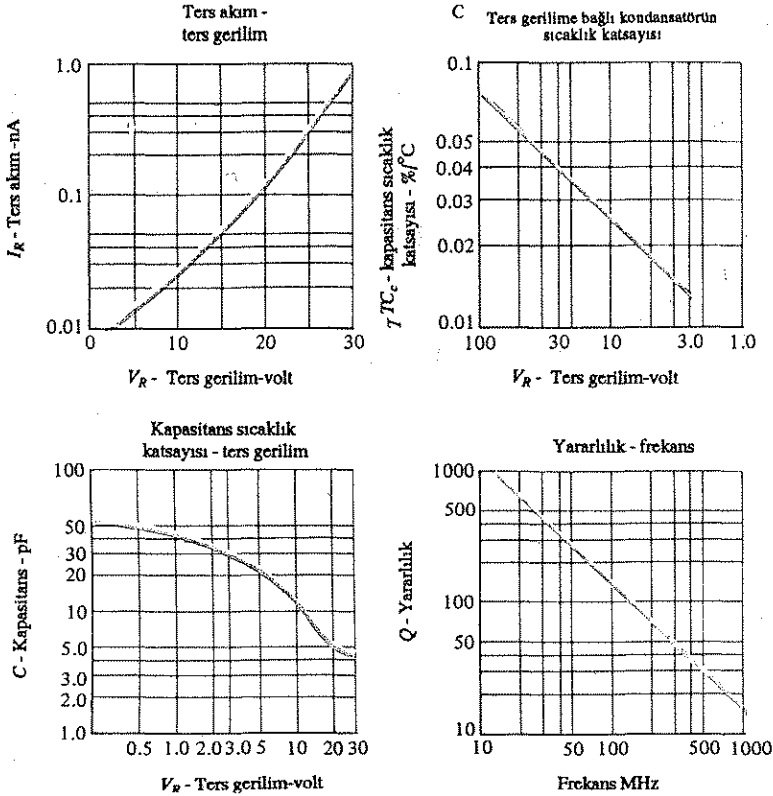 Ters akım -
ters gerilim
1.0
0.1
0.01
I_R - Ters akım -nA
0 10 20 30
V_R - Ters gerilim-volt
C Ters gerilime bağlı kondansatörün
sıcaklık katsayısı
0.1
0.05
0.04
0.03
0.02
0.01
T TC_c - kapasitans sıcaklık
katsayısı - %/°C
100 30 10 3.0 1.0
V_R - Ters gerilim-volt
Kapasitans sıcaklık
katsayısı - ters gerilim
100
50
30
20
10
5.0
3.0
2.0
1.0
C - Kapasitans - pF
0.5 1.0 2.0 3.0 5 10 20 30
V_R - Ters gerilim-volt
Yararlılık - frekans
1000
500
100
50
10
Q - Yararlılık
10 50 100 500 1000
Frekans MHz